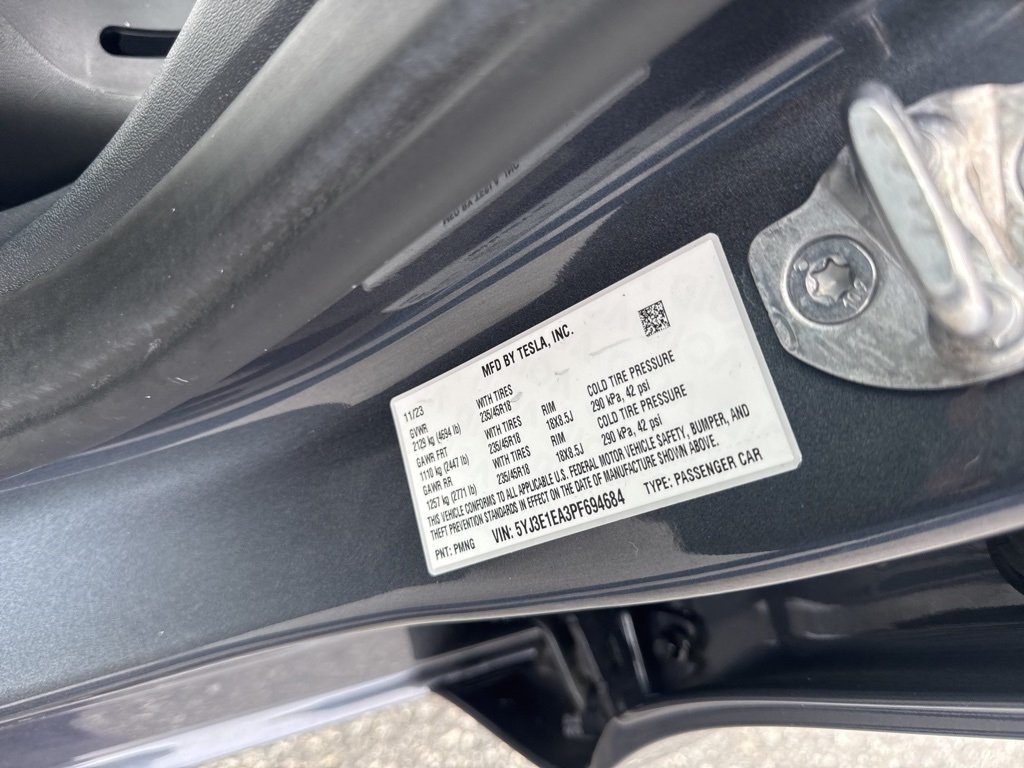 MFD BY TESLA, INC.
11/23
GVWR WITH TIRES RIM COLD TIRE PRESSURE
2129 kg (4694 lb) 235/45R18 18X8.5J 290 kPa, 42 psi
GAWR FRT WITH TIRES RIM COLD TIRE PRESSURE
1110 kg (2447 lb) 235/45R18 18X8.5J 290 kPa, 42 psi
GAWR RR WITH TIRES
1257 kg (2771 lb) 235/45R18
THIS VEHICLE CONFORMS TO ALL APPLICABLE U.S. FEDERAL MOTOR VEHICLE SAFETY, BUMPER, AND
THEFT PREVENTION STANDARDS IN EFFECT ON THE DATE OF MANUFACTURE SHOWN ABOVE.
PNT: PMNG VIN: 5YJ3E1EA3PF694684 TYPE: PASSENGER CAR